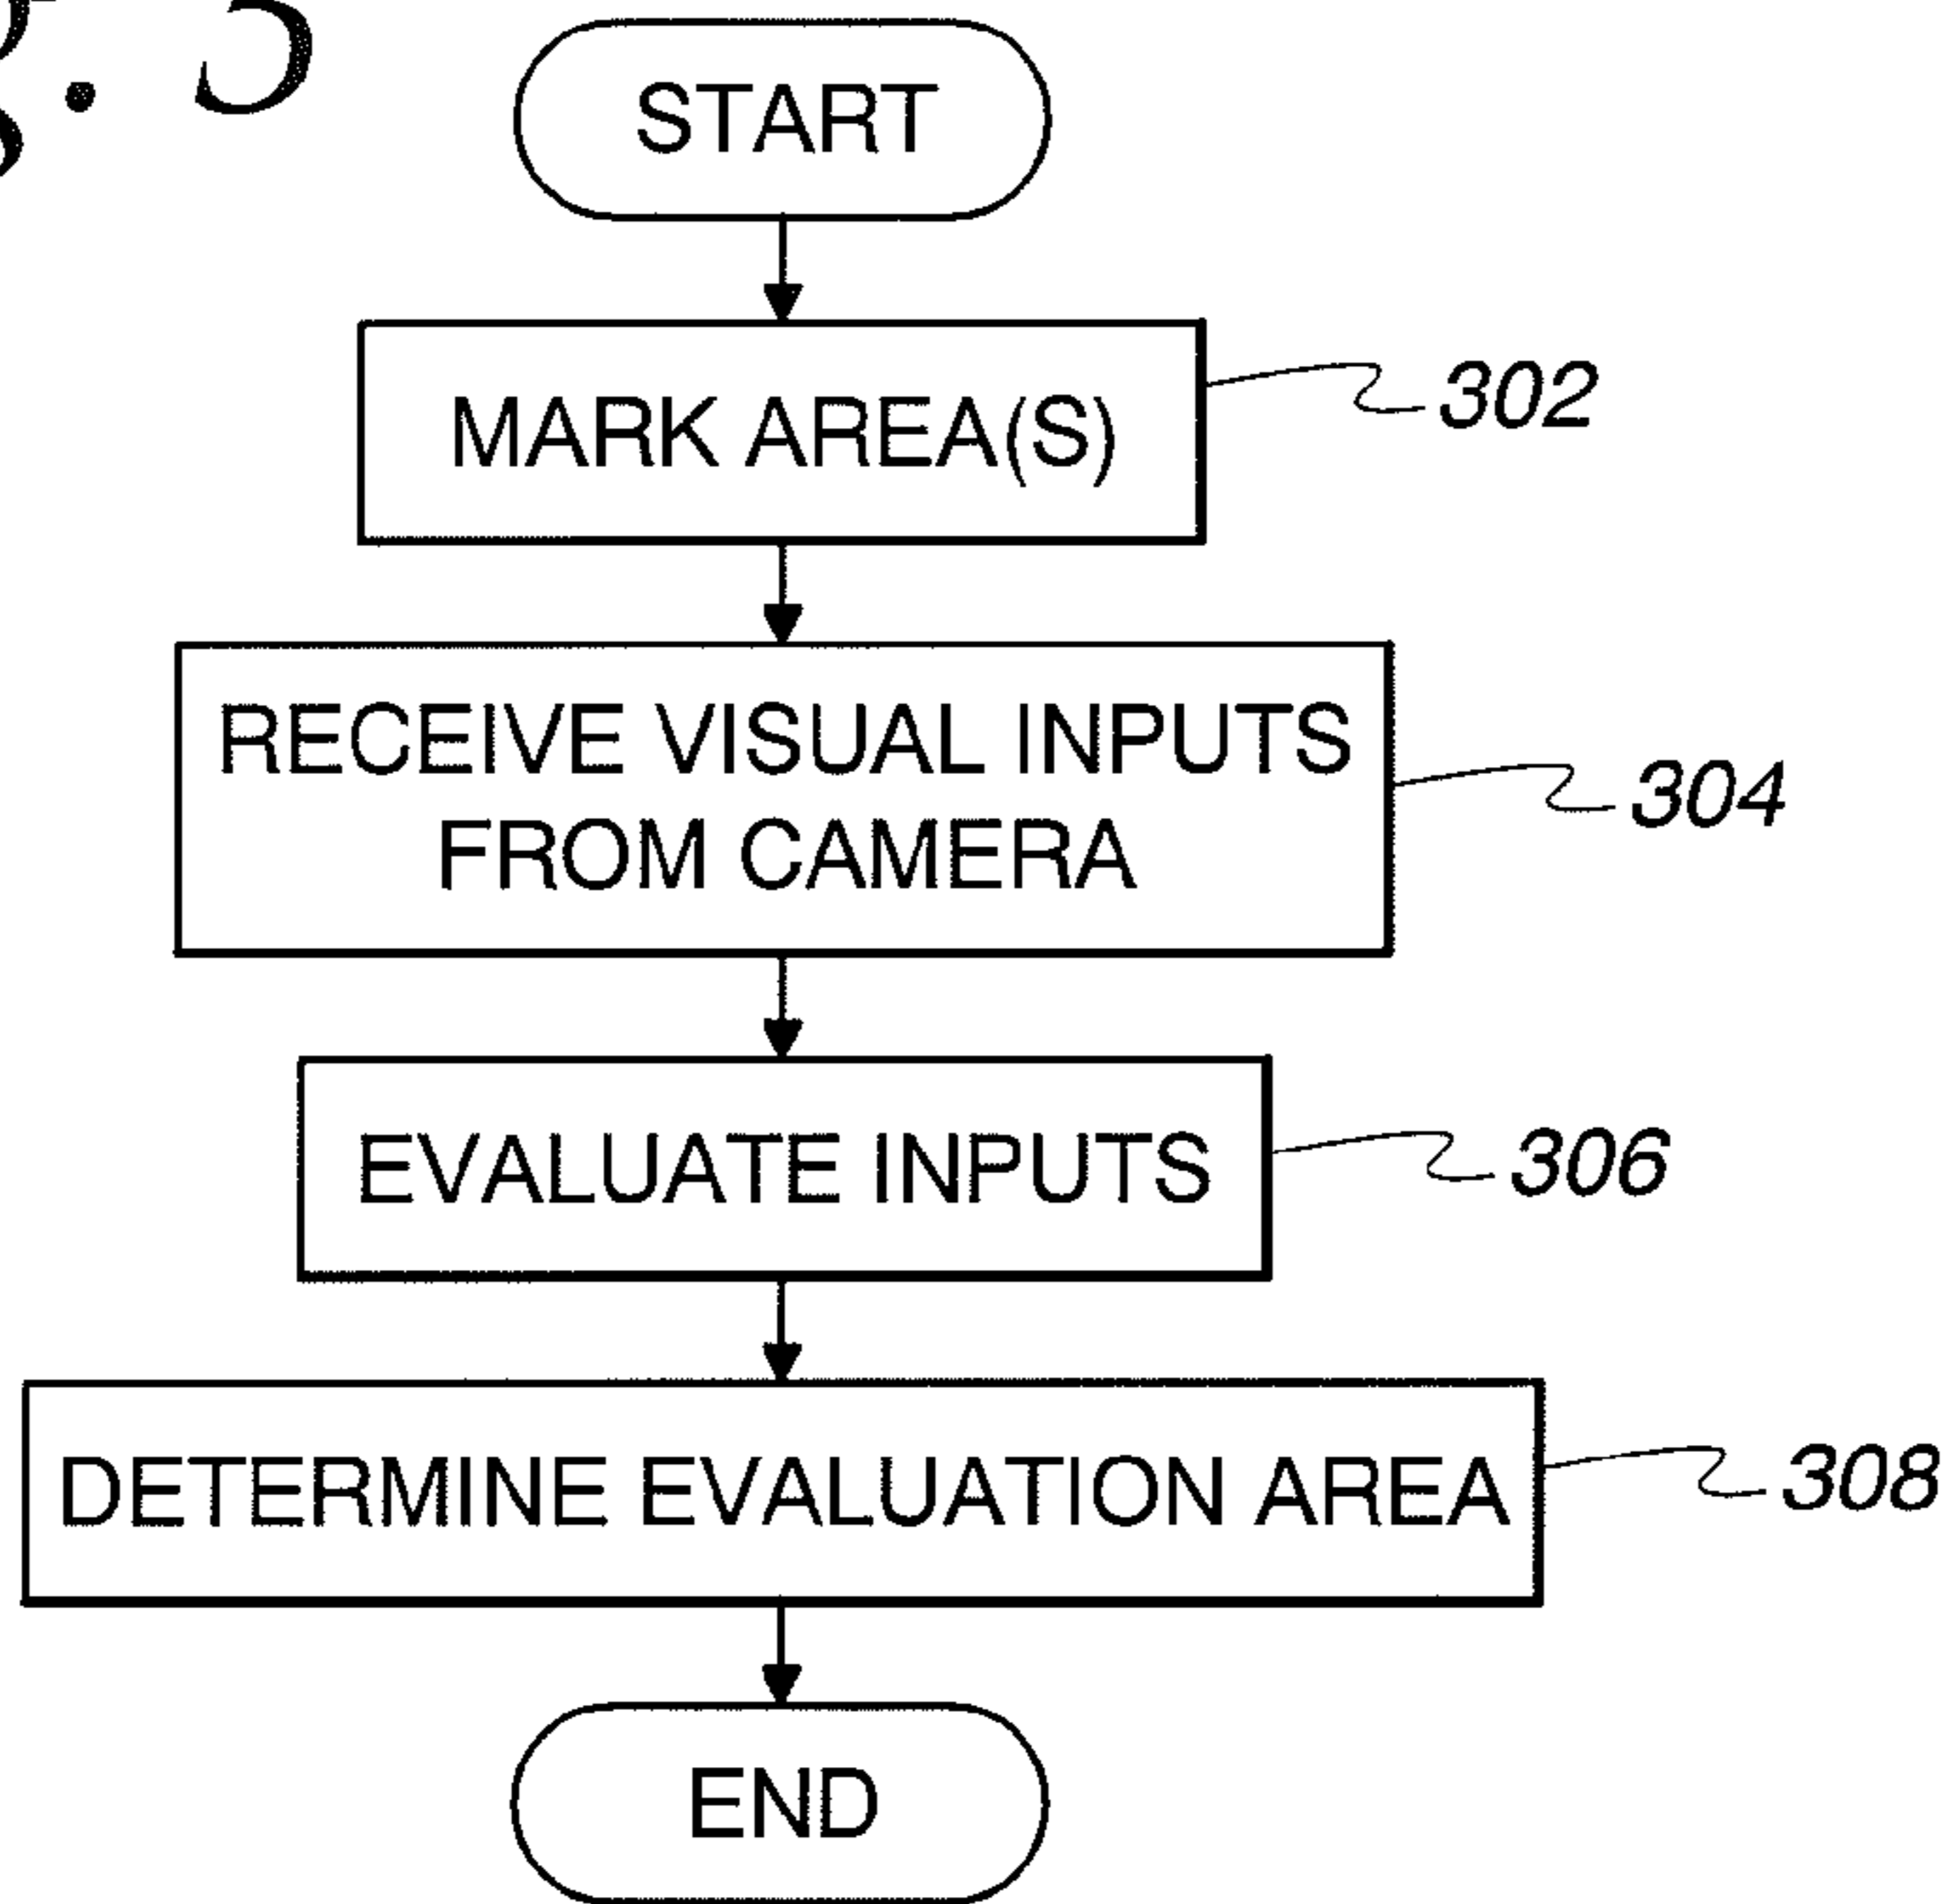 START
MARK AREA(S)
302
RECEIVE VISUAL INPUTS
FROM CAMERA
304
EVALUATE INPUTS
306
DETERMINE EVALUATION AREA
308
END